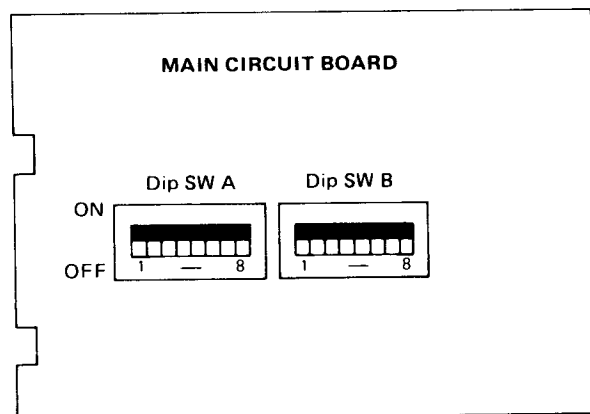 MAIN CIRCUIT BOARD
Dip SW A Dip SW B
ON
OFF
1 — 8 1 — 8